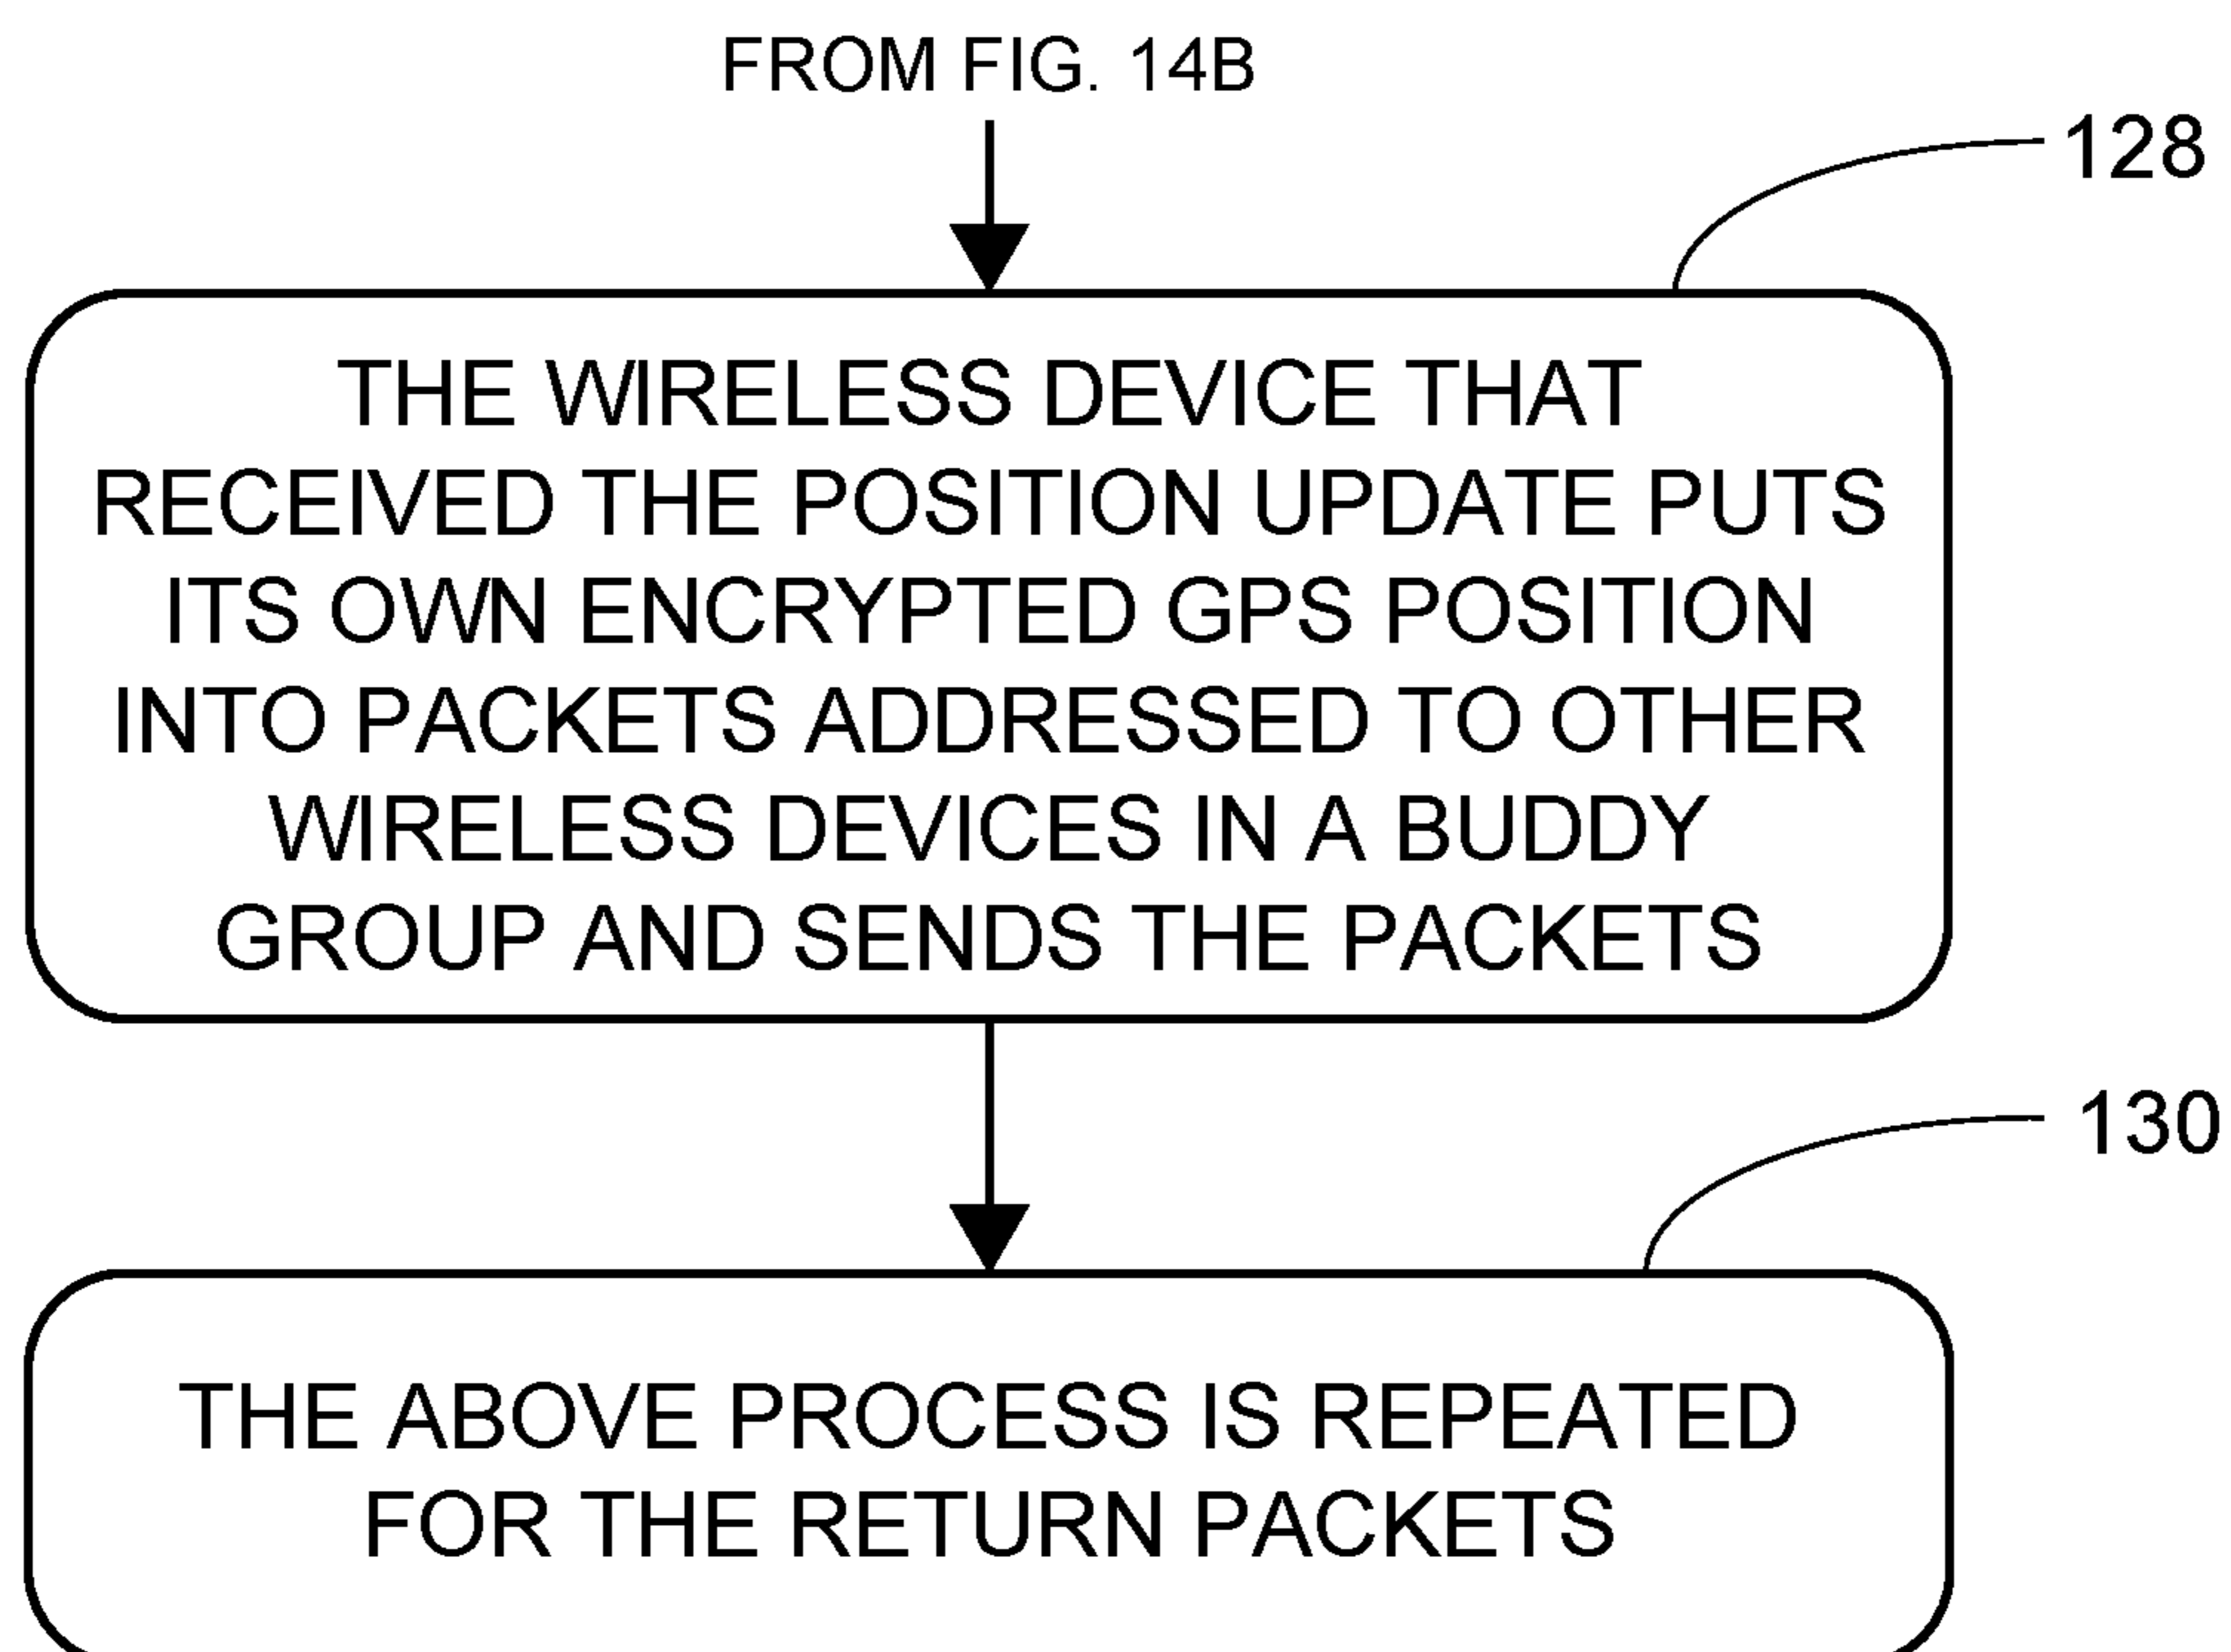 FROM FIG. 14B
128
THE WIRELESS DEVICE THAT
RECEIVED THE POSITION UPDATE PUTS
ITS OWN ENCRYPTED GPS POSITION
INTO PACKETS ADDRESSED TO OTHER
WIRELESS DEVICES IN A BUDDY
GROUP AND SENDS THE PACKETS
130
THE ABOVE PROCESS IS REPEATED
FOR THE RETURN PACKETS